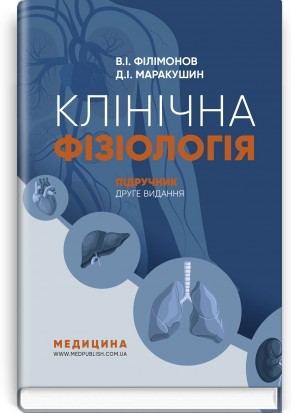 В.І. ФІЛІМОНОВ
Д.І. МАРАКУШИН
КЛІНІЧНА
ФІЗІОЛОГІЯ
ПІДРУЧНИК
ДРУГЕ ВИДАННЯ
МЕДИЦИНА
WWW.MEDPUBLISH.COM.UA